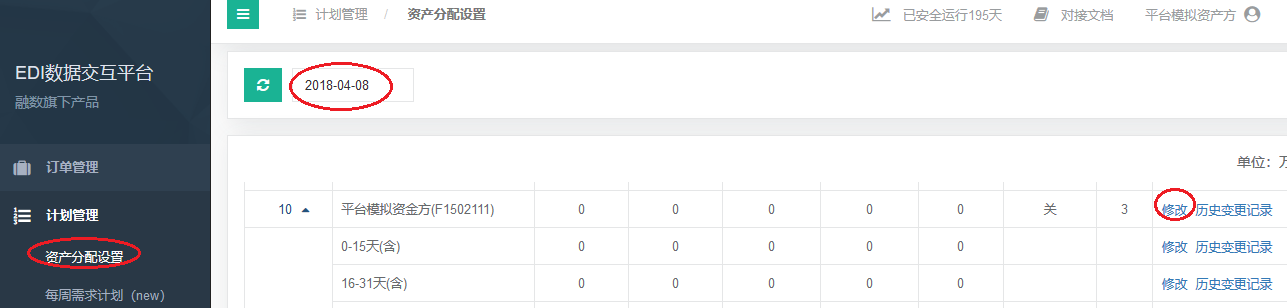 计划管理 / 资产分配设置 已安全运行195天 对接文档 平台模拟资产方
EDI数据交互平台
融数旗下产品
2018-04-08
订单管理
单位：万
计划管理
10 平台模拟资金方(F1502111) 0 0 0 0 0 关 3 修改 历史变更记录
资产分配设置
0-15天(含) 0 0 0 0 0 修改 历史变更记录
16-31天(含) 0 0 0 0 0 修改 历史变更记录
每周需求计划（new）